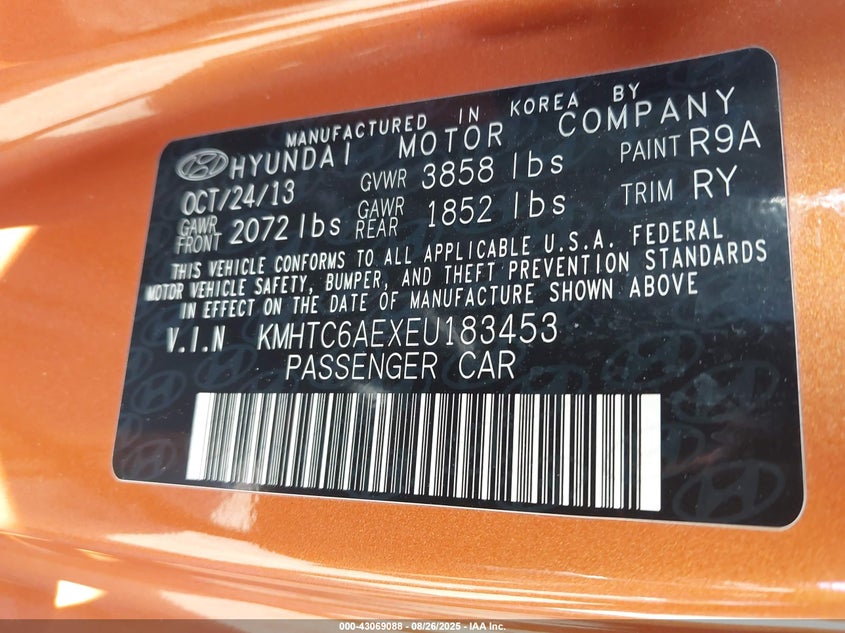 MANUFACTURED IN KOREA BY
HYUNDAI MOTOR COMPANY
OCT/24/13 GVWR 3858 lbs PAINT R9A
GAWR FRONT 2072 lbs GAWR REAR 1852 lbs TRIM RY
THIS VEHICLE CONFORMS TO ALL APPLICABLE U.S.A. FEDERAL
MOTOR VEHICLE SAFETY, BUMPER, AND THEFT PREVENTION STANDARDS
IN EFFECT ON THE DATE OF MANUFACTURE SHOWN ABOVE
V.I.N KMHTC6AEXEU183453
PASSENGER CAR
000-43069088 - 08/26/2025 - IAA Inc.